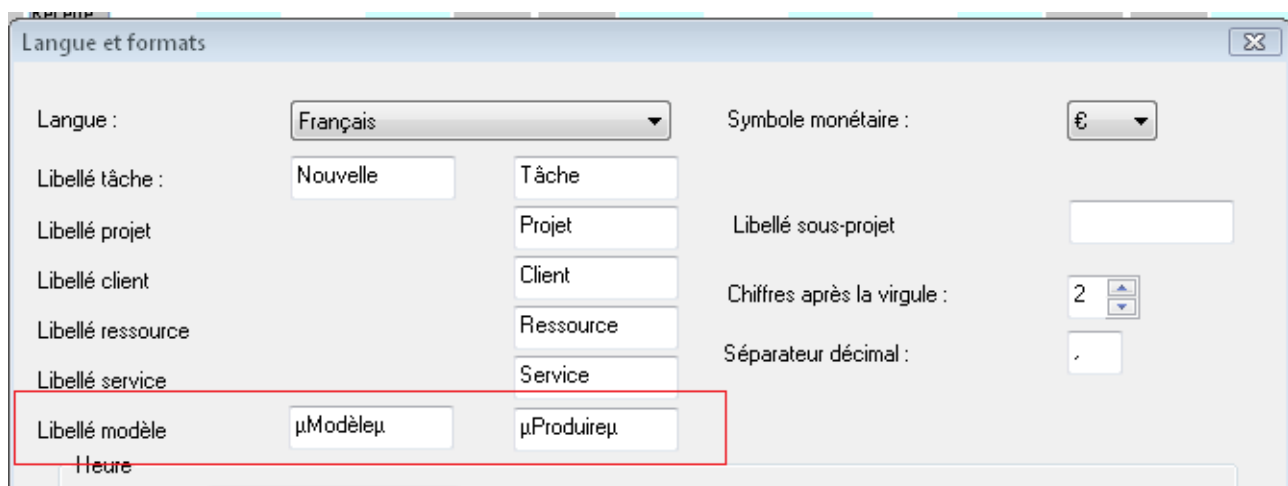 Recette
Langue et formats
Langue : Français Symbole monétaire : €
Libellé tâche : Nouvelle Tâche
Libellé projet Projet Libellé sous-projet
Libellé client Client
Chiffres après la virgule : 2
Libellé ressource Ressource
Séparateur décimal : ,
Libellé service Service
Libellé modèle µModèleµ µProduireµ
Heure